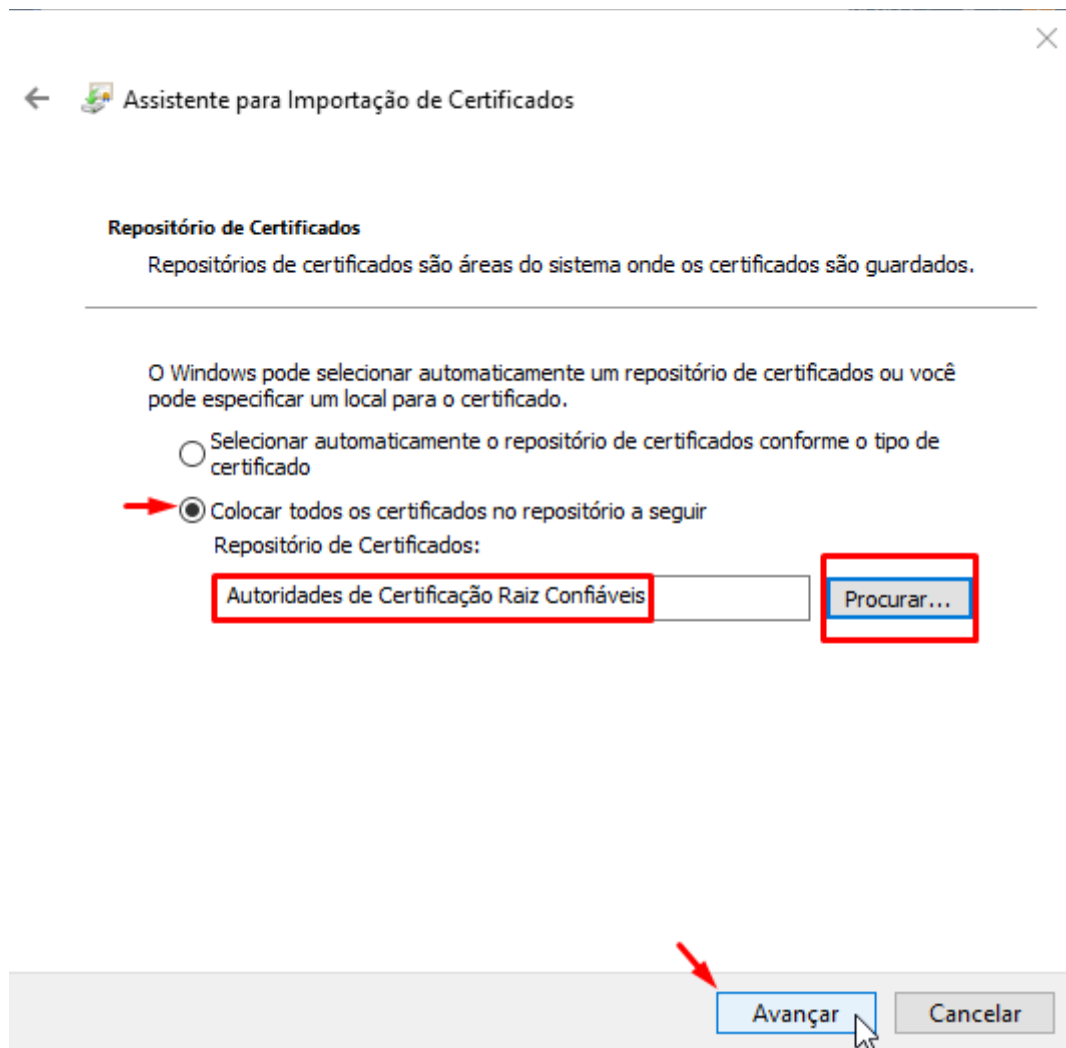 Assistente para Importação de Certificados
Repositório de Certificados
Repositórios de certificados são áreas do sistema onde os certificados são guardados.
O Windows pode selecionar automaticamente um repositório de certificados ou você
pode especificar um local para o certificado.
Selecionar automaticamente o repositório de certificados conforme o tipo de
certificado
Colocar todos os certificados no repositório a seguir
Repositório de Certificados:
Autoridades de Certificação Raiz Confiáveis
Procurar...
Avançar
Cancelar